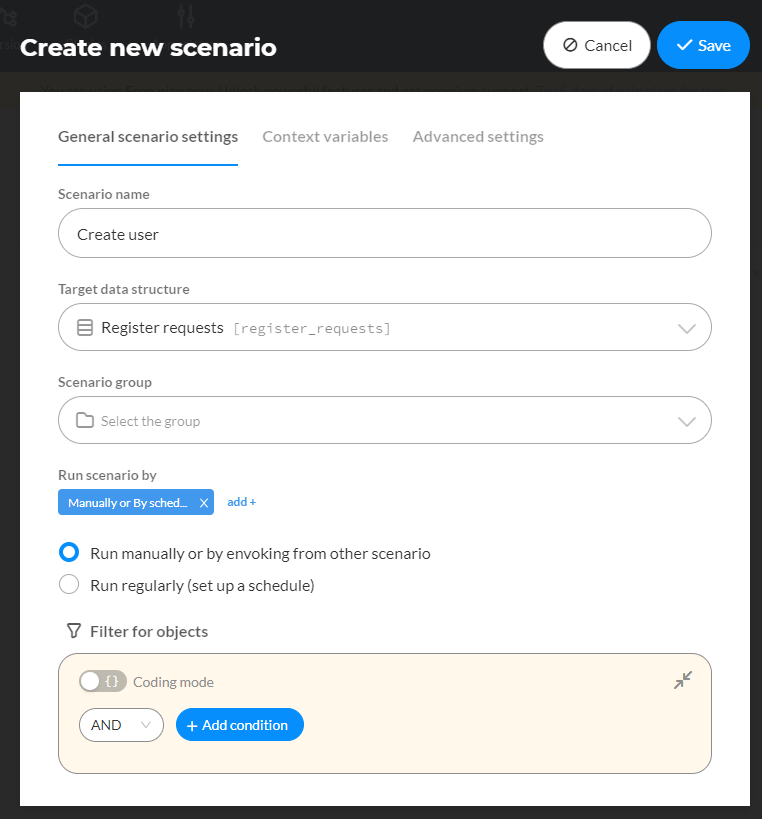 Create new scenario
Cancel
Save
General scenario settings
Context variables
Advanced settings
Scenario name
Create user
Target data structure
Register requests [register_requests]
Scenario group
Select the group
Run scenario by
Manually or By sched... X
add +
Run manually or by envoking from other scenario
Run regularly (set up a schedule)
Filter for objects
{} Coding mode
AND
+ Add condition